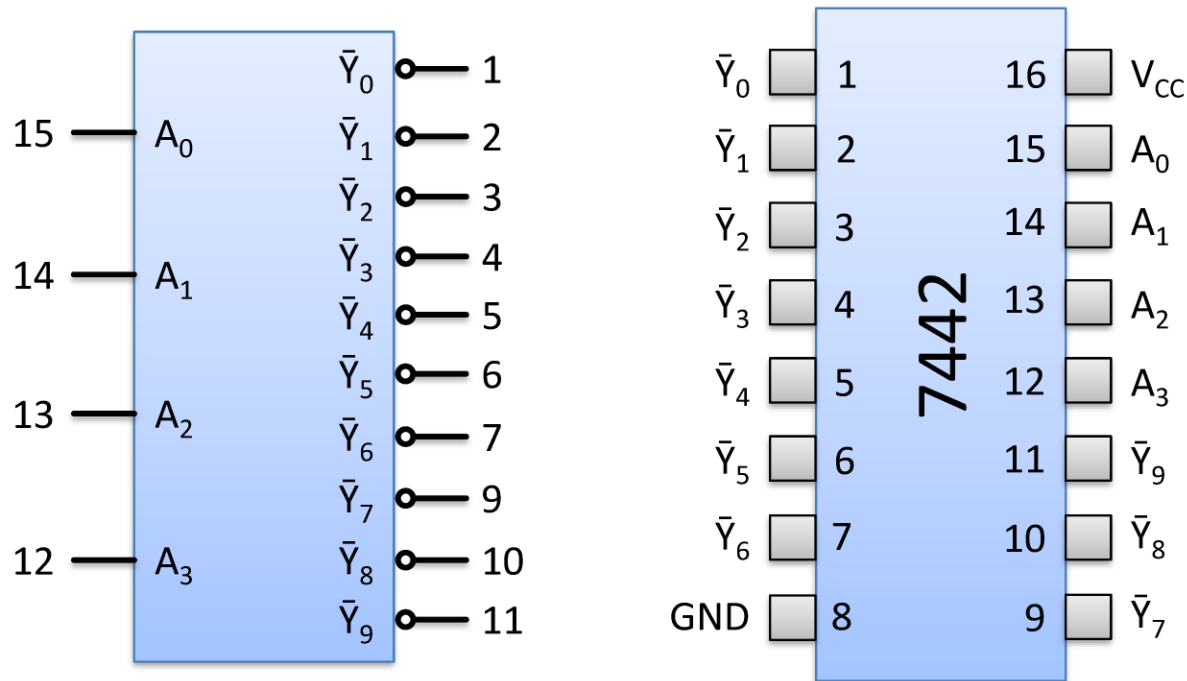 Ȳ0 1
15 A0 Ȳ1 2
Ȳ2 3
14 A1 Ȳ3 4
Ȳ4 5
Ȳ5 6
13 A2 Ȳ6 7
Ȳ7 9
12 A3 Ȳ8 10
Ȳ9 11
Ȳ0 1 16 VCC
Ȳ1 2 15 A0
Ȳ2 3 14 A1
Ȳ3 4 13 A2
Ȳ4 5 12 A3
Ȳ5 6 11 Ȳ9
Ȳ6 7 10 Ȳ8
GND 8 9 Ȳ7
7442